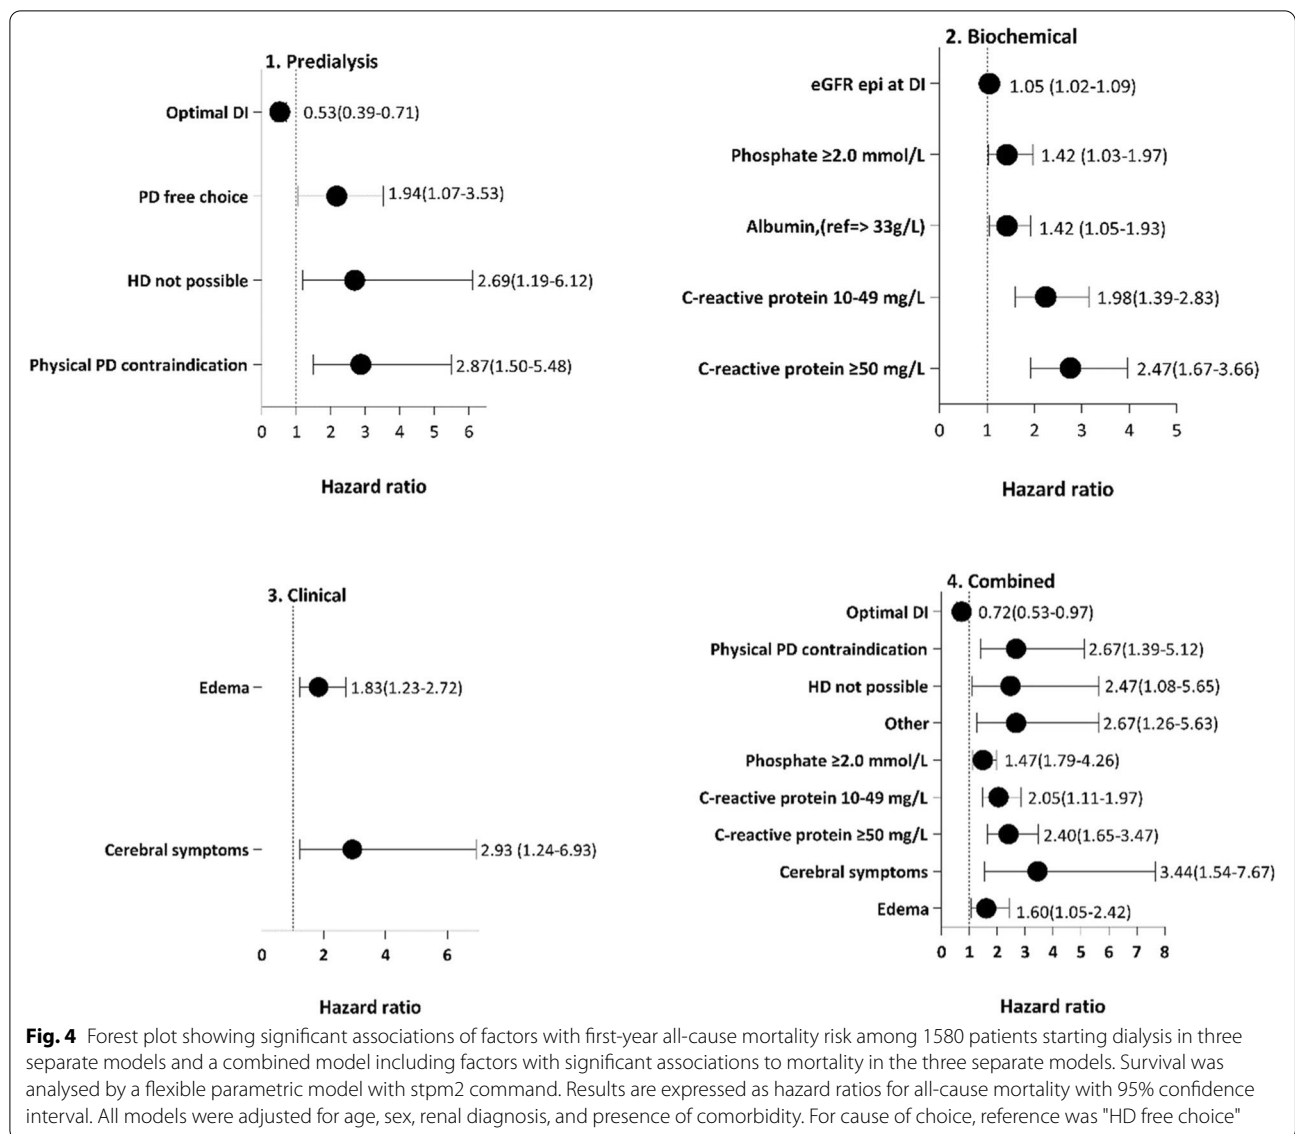 1. Predialysis
Optimal DI
0.53(0.39-0.71)
PD free choice
1.94(1.07-3.53)
HD not possible
2.69(1.19-6.12)
Physical PD contraindication
2.87(1.50-5.48)
0 1 2 3 4 5 6
Hazard ratio
2. Biochemical
eGFR epi at DI
1.05 (1.02-1.09)
Phosphate ≥2.0 mmol/L
1.42 (1.03-1.97)
Albumin,(ref=> 33g/L)
1.42 (1.05-1.93)
C-reactive protein 10-49 mg/L
1.98(1.39-2.83)
C-reactive protein ≥50 mg/L
2.47(1.67-3.66)
0 1 2 3 4 5
Hazard ratio
3. Clinical
Edema
1.83(1.23-2.72)
Cerebral symptoms
2.93 (1.24-6.93)
0 2 4 6
Hazard ratio
4. Combined
Optimal DI
0.72(0.53-0.97)
Physical PD contraindication
2.67(1.39-5.12)
HD not possible
2.47(1.08-5.65)
Other
2.67(1.26-5.63)
Phosphate ≥2.0 mmol/L
1.47(1.79-4.26)
C-reactive protein 10-49 mg/L
2.05(1.11-1.97)
C-reactive protein ≥50 mg/L
2.40(1.65-3.47)
Cerebral symptoms
3.44(1.54-7.67)
Edema
1.60(1.05-2.42)
0 1 2 3 4 5 6 7 8
Hazard ratio
Fig. 4 Forest plot showing significant associations of factors with first-year all-cause mortality risk among 1580 patients starting dialysis in three
separate models and a combined model including factors with significant associations to mortality in the three separate models. Survival was
analysed by a flexible parametric model with stpm2 command. Results are expressed as hazard ratios for all-cause mortality with 95% confidence
interval. All models were adjusted for age, sex, renal diagnosis, and presence of comorbidity. For cause of choice, reference was "HD free choice"